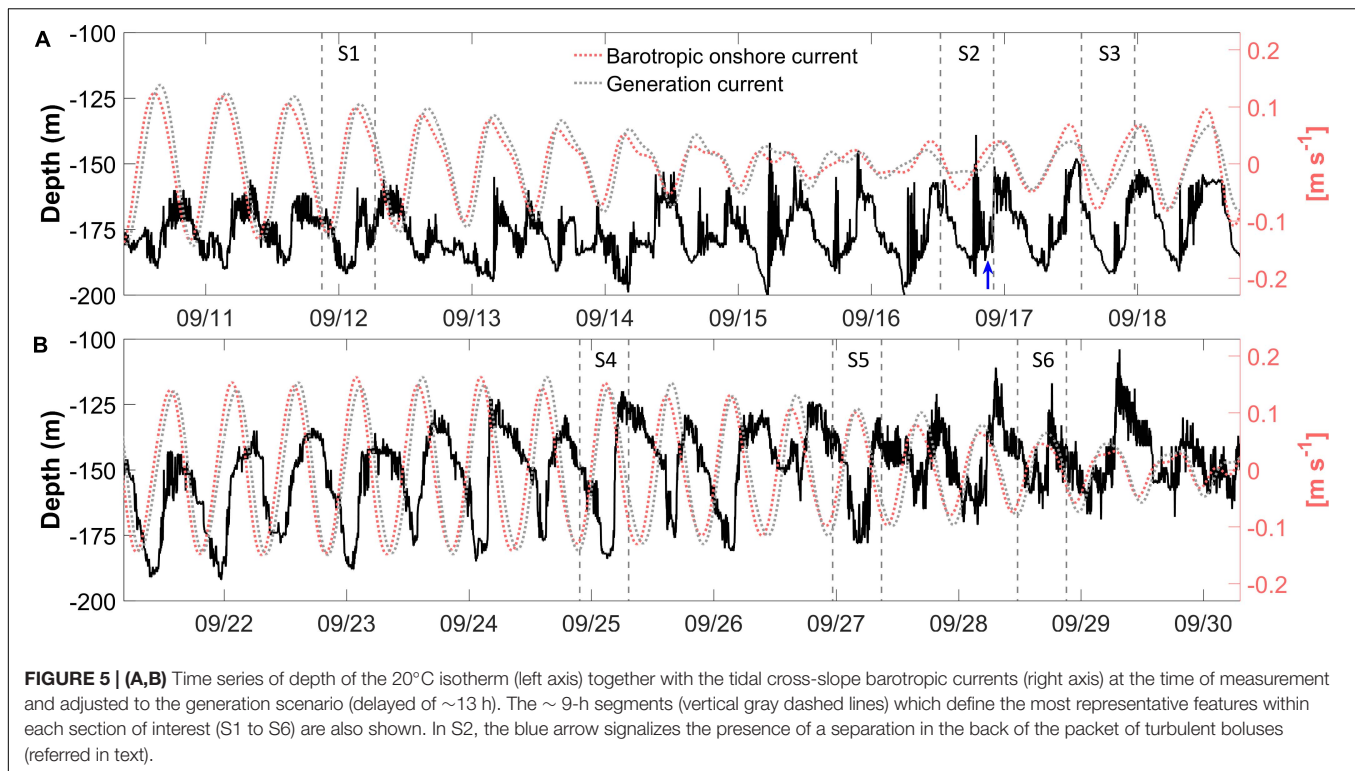 A
-100
-125
-150
-175
-200
Depth (m)
S1
S2
S3
Barotropic onshore current
Generation current
0.2
0.1
0
-0.1
-0.2
[m s⁻¹]
09/11
09/12
09/13
09/14
09/15
09/16
09/17
09/18
B
-100
-125
-150
-175
-200
Depth (m)
S4
S5
S6
0.2
0.1
0
-0.1
-0.2
[m s⁻¹]
09/22
09/23
09/24
09/25
09/26
09/27
09/28
09/29
09/30
FIGURE 5 | (A,B) Time series of depth of the 20°C isotherm (left axis) together with the tidal cross-slope barotropic currents (right axis) at the time of measurement
and adjusted to the generation scenario (delayed of ∼13 h). The ∼ 9-h segments (vertical gray dashed lines) which define the most representative features within
each section of interest (S1 to S6) are also shown. In S2, the blue arrow signalizes the presence of a separation in the back of the packet of turbulent boluses
(referred in text).